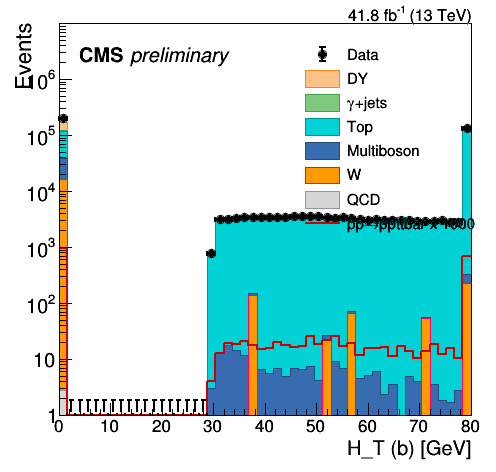 41.8 fb⁻¹ (13 TeV)
Events
CMS preliminary
Data
DY
γ+jets
Top
Multiboson
W
QCD
10⁶
10⁵
10⁴
10³
10²
10
1
0 10 20 30 40 50 60 70 80
H_T (b) [GeV]